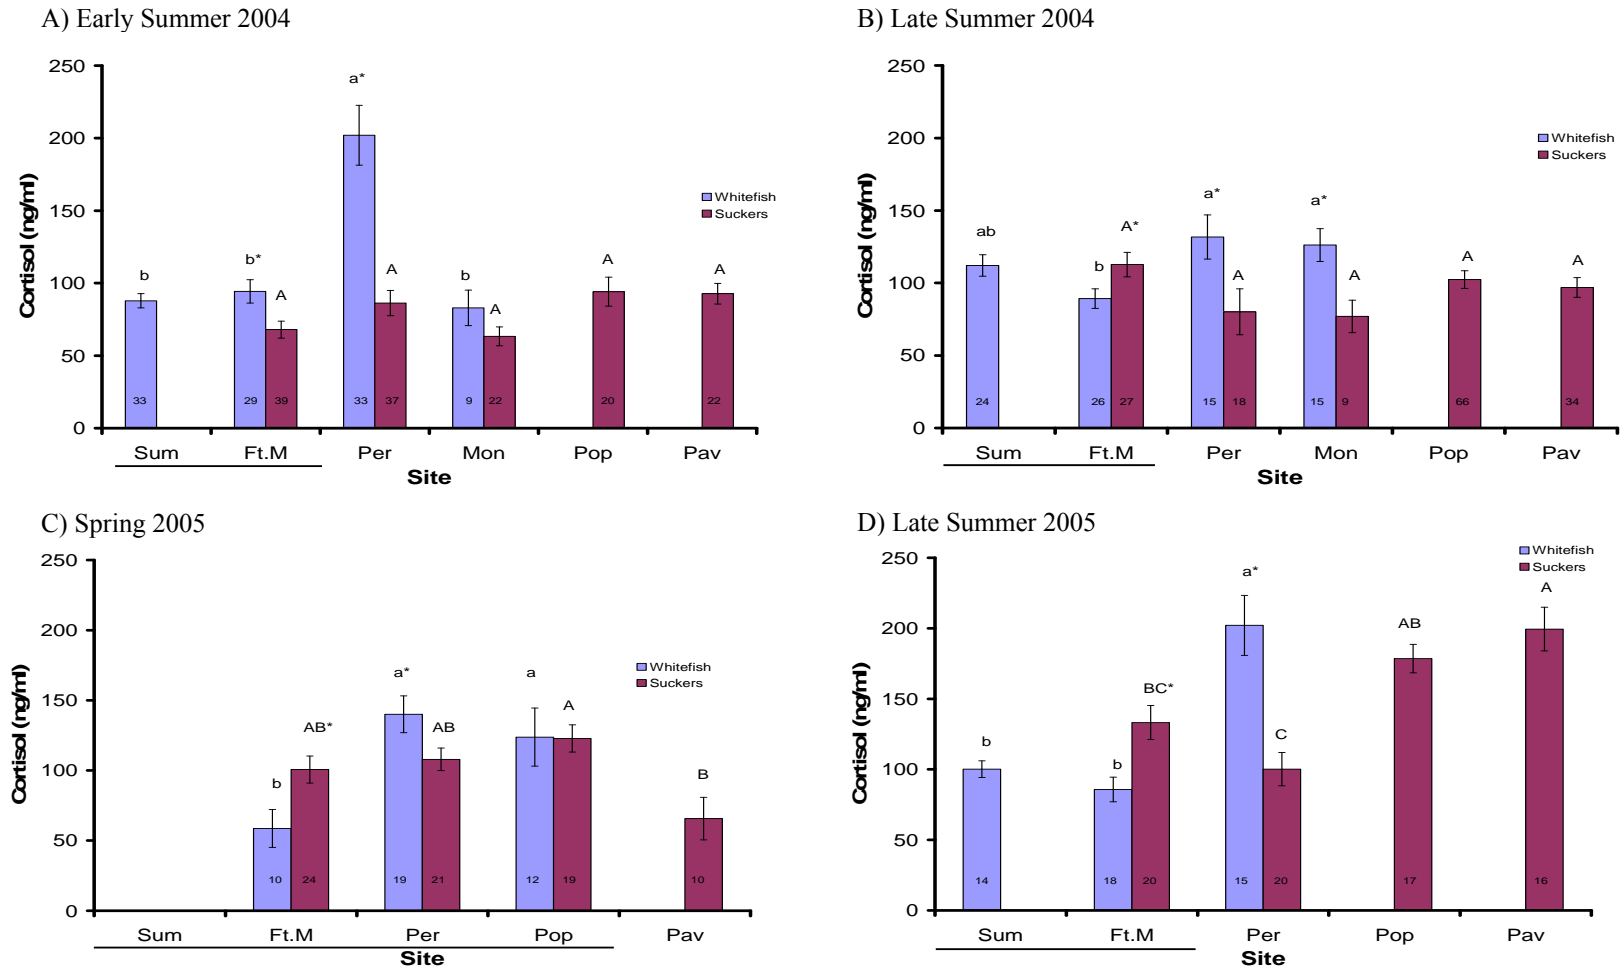 A) Early Summer 2004
250
200
150
100
50
0
Cortisol (ng/ml)
b
b*
A
a*
A
b
A
A
A
Whitefish
Suckers
33
29
39
33
37
9
22
20
22
Sum
Ft.M
Per
Mon
Pop
Pav
Site
B) Late Summer 2004
250
200
150
100
50
0
Cortisol (ng/ml)
ab
b
A*
a*
A
a*
A
A
A
Whitefish
Suckers
24
26
27
15
18
15
9
66
34
Sum
Ft.M
Per
Mon
Pop
Pav
Site
C) Spring 2005
250
200
150
100
50
0
Cortisol (ng/ml)
b
AB*
a*
AB
a
A
B
Whitefish
Suckers
10
24
19
21
12
19
10
Sum
Ft.M
Per
Pop
Pav
Site
D) Late Summer 2005
250
200
150
100
50
0
Cortisol (ng/ml)
b
b
BC*
a*
C
AB
A
Whitefish
Suckers
14
18
20
15
20
17
16
Sum
Ft.M
Per
Pop
Pav
Site